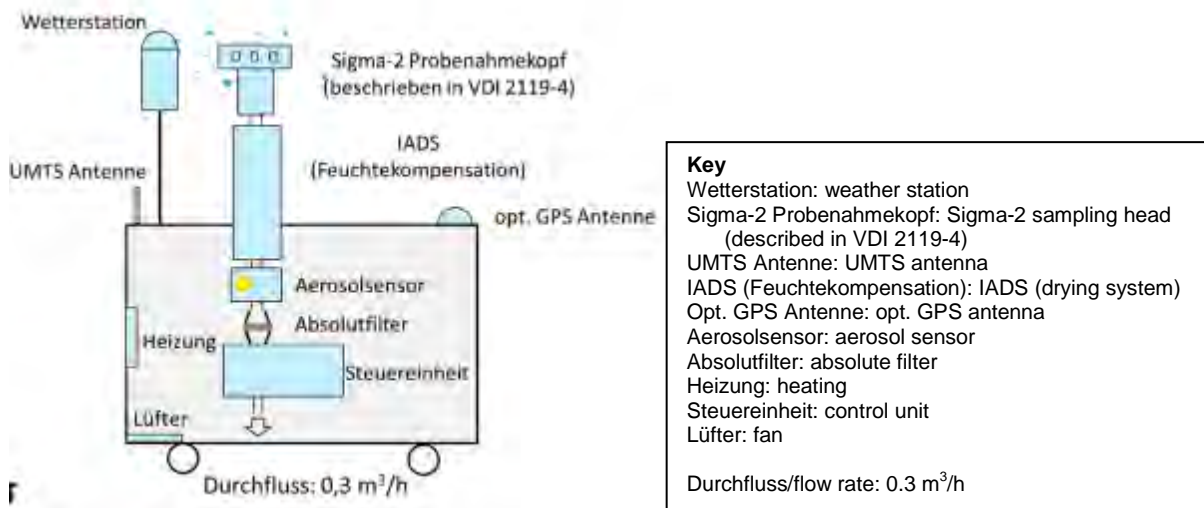 Wetterstation
Sigma-2 Probenahmekopf
(beschrieben in VDI 2119-4)
IADS
(Feuchtekompensation)
UMTS Antenne
opt. GPS Antenne
Aerosolsensor
Absolutfilter
Heizung
Steuereinheit
Lüfter
Durchfluss: 0,3 m³/h
Key
Wetterstation: weather station
Sigma-2 Probenahmekopf: Sigma-2 sampling head
(described in VDI 2119-4)
UMTS Antenne: UMTS antenna
IADS (Feuchtekompensation): IADS (drying system)
Opt. GPS Antenne: opt. GPS antenna
Aerosolsensor: aerosol sensor
Absolutfilter: absolute filter
Heizung: heating
Steuereinheit: control unit
Lüfter: fan
Durchfluss/flow rate: 0.3 m³/h